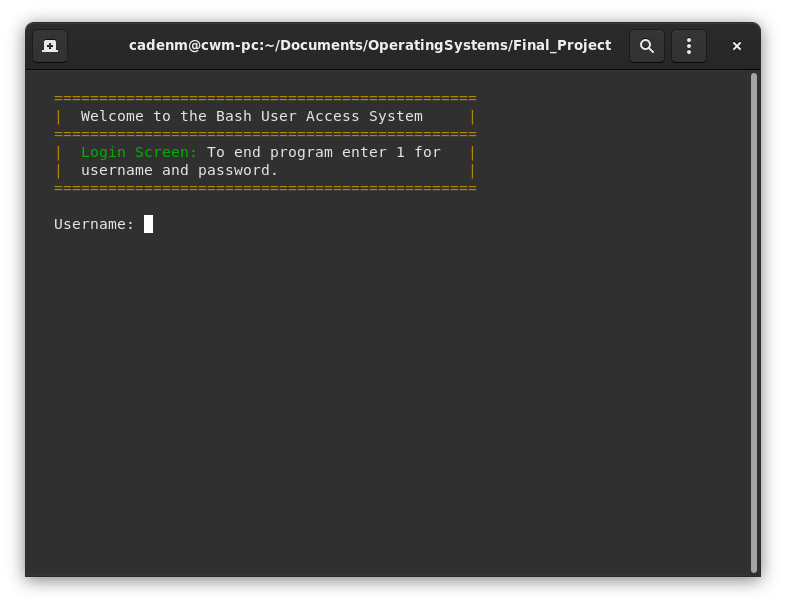 cadenm@cwm-pc:~/Documents/OperatingSystems/Final_Project
===============================================
|  Welcome to the Bash User Access System     |
===============================================
|  Login Screen: To end program enter 1 for   |
|  username and password.                     |
===============================================
Username: